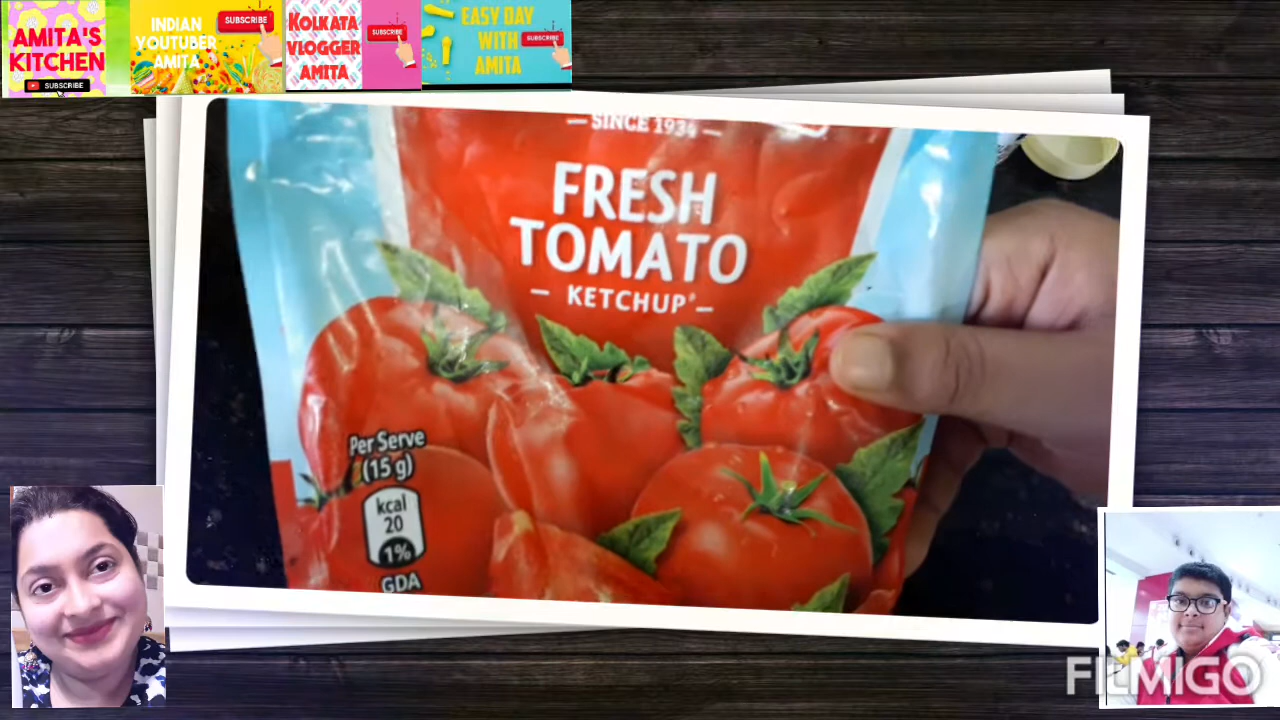 AMITA'S
KITCHEN
SUBSCRIBE
INDIAN
YOUTUBER
AMITA
SUBSCRIBE
KOLKATA
VLOGGER
AMITA
SUBSCRIBE
EASY DAY
WITH
AMITA
SUBSCRIBE
— SINCE 1934 —
FRESH
TOMATO
— KETCHUP —
Per Serve
(15 g)
kcal
20
1%
GDA
FILMIGO